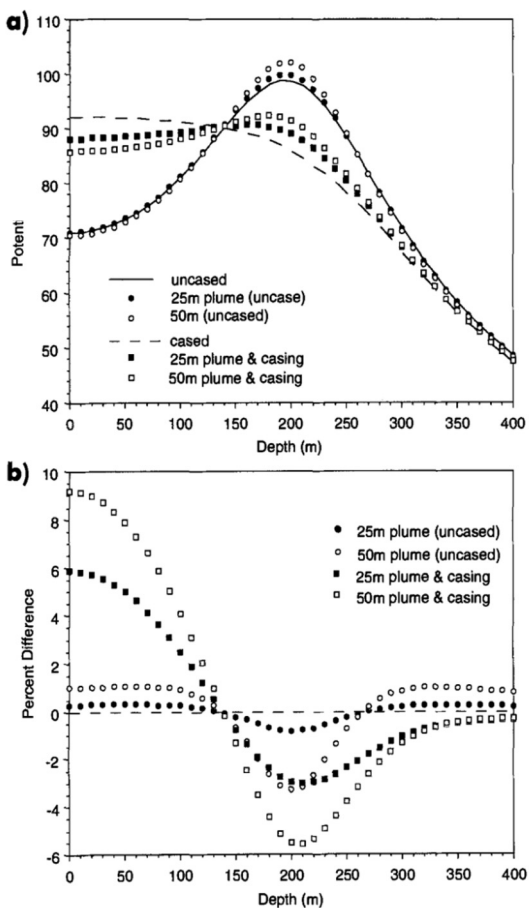 a)
110
100
90
80
70
60
50
40
Potent
uncased
25m plume (uncase)
50m (uncased)
cased
25m plume & casing
50m plume & casing
0 50 100 150 200 250 300 350 400
Depth (m)
b)
10
8
6
4
2
0
-2
-4
-6
Percent Difference
25m plume (uncased)
50m plume (uncased)
25m plume & casing
50m plume & casing
0 50 100 150 200 250 300 350 400
Depth (m)